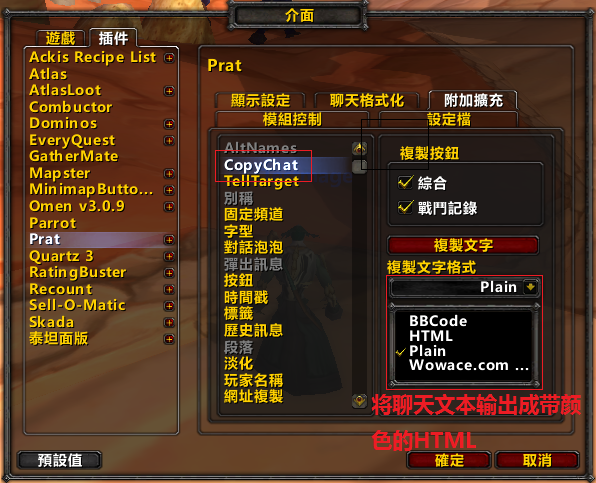 介面
遊戲 插件
Ackis Recipe List
Atlas
AtlasLoot
Combuctor
Dominos
EveryQuest
GatherMate
Mapster
MinimapButto...
Omen v3.0.9
Parrot
Prat
Quartz 3
RatingBuster
Recount
Sell-O-Matic
Skada
泰坦面版
Prat
顯示設定 聊天格式化 附加擴充
模組控制 設定檔
AltNames
CopyChat
TellTarget
別稱
固定頻道
字型
對話泡泡
彈出訊息
按鈕
時間戳
標籤
歷史訊息
段落
淡化
玩家名稱
網址複製
複製按鈕
綜合
戰鬥記錄
複製文字
複製文字格式
Plain
BBCode
HTML
Plain
Wowace.com ...
将聊天文本输出成带颜
色的HTML
預設值 確定 取消